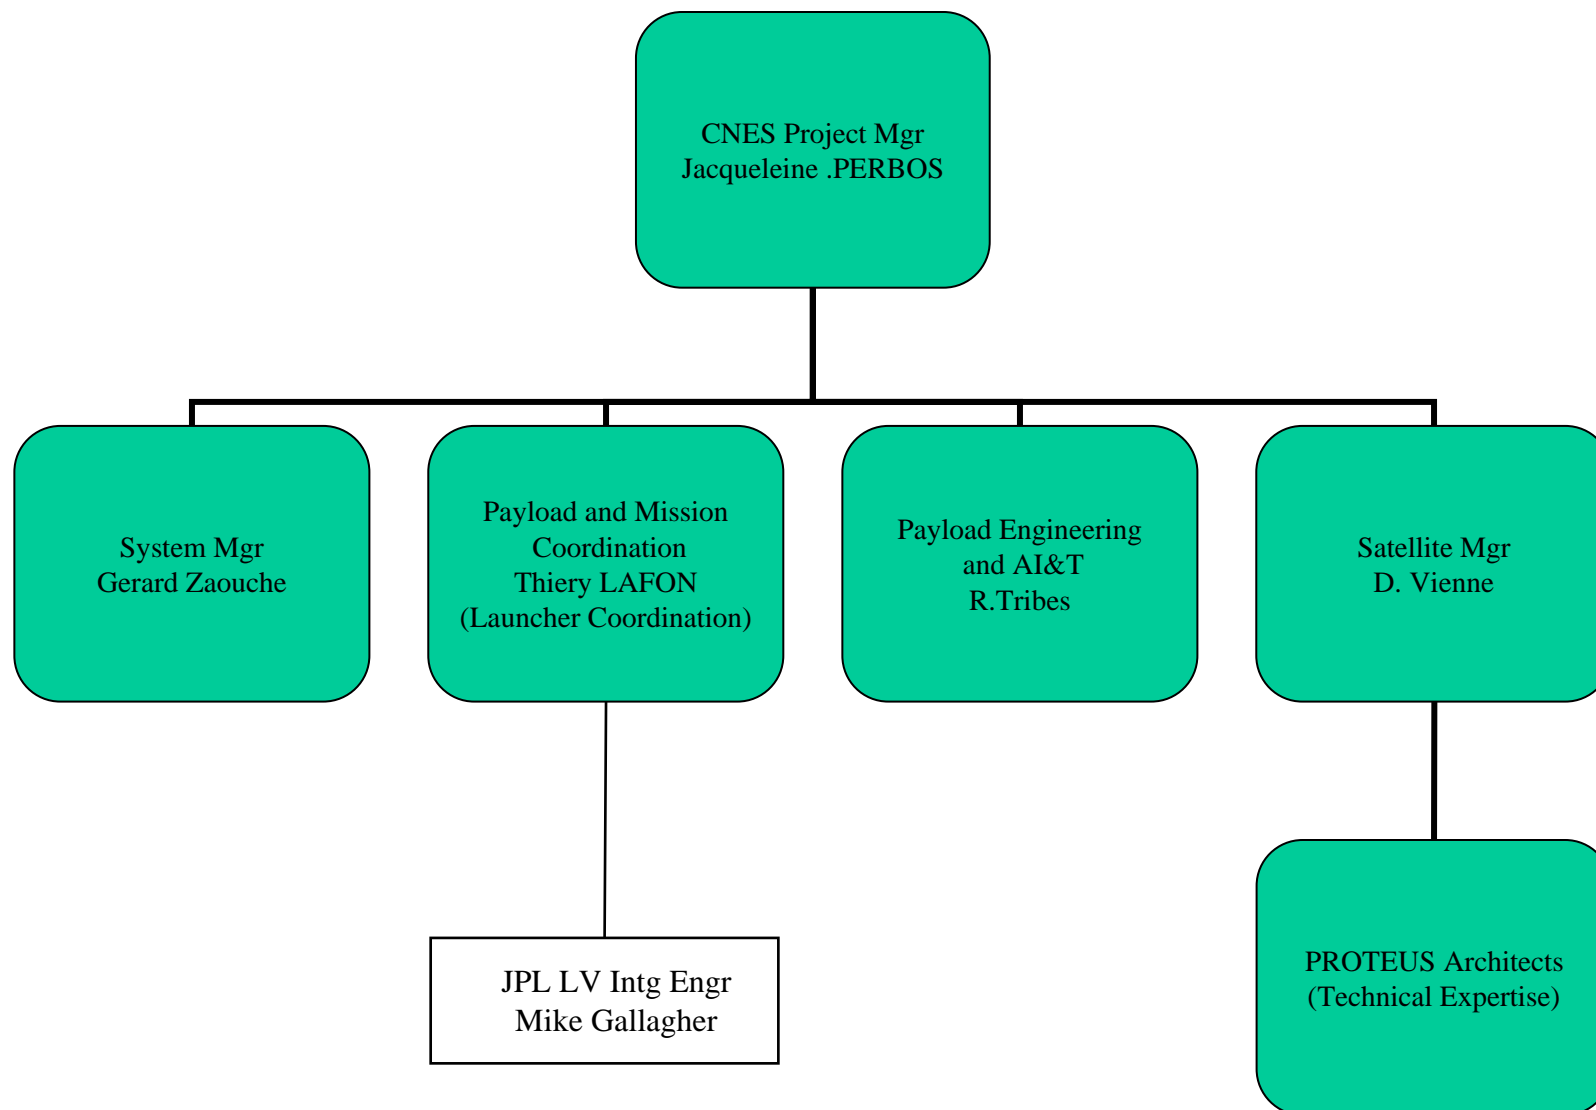 CNES Project Mgr
Jacqueleine .PERBOS
System Mgr
Gerard Zaouche
Payload and Mission
Coordination
Thiery LAFON
(Launcher Coordination)
Payload Engineering
and AI&T
R.Tribes
Satellite Mgr
D. Vienne
JPL LV Intg Engr
Mike Gallagher
PROTEUS Architects
(Technical Expertise)